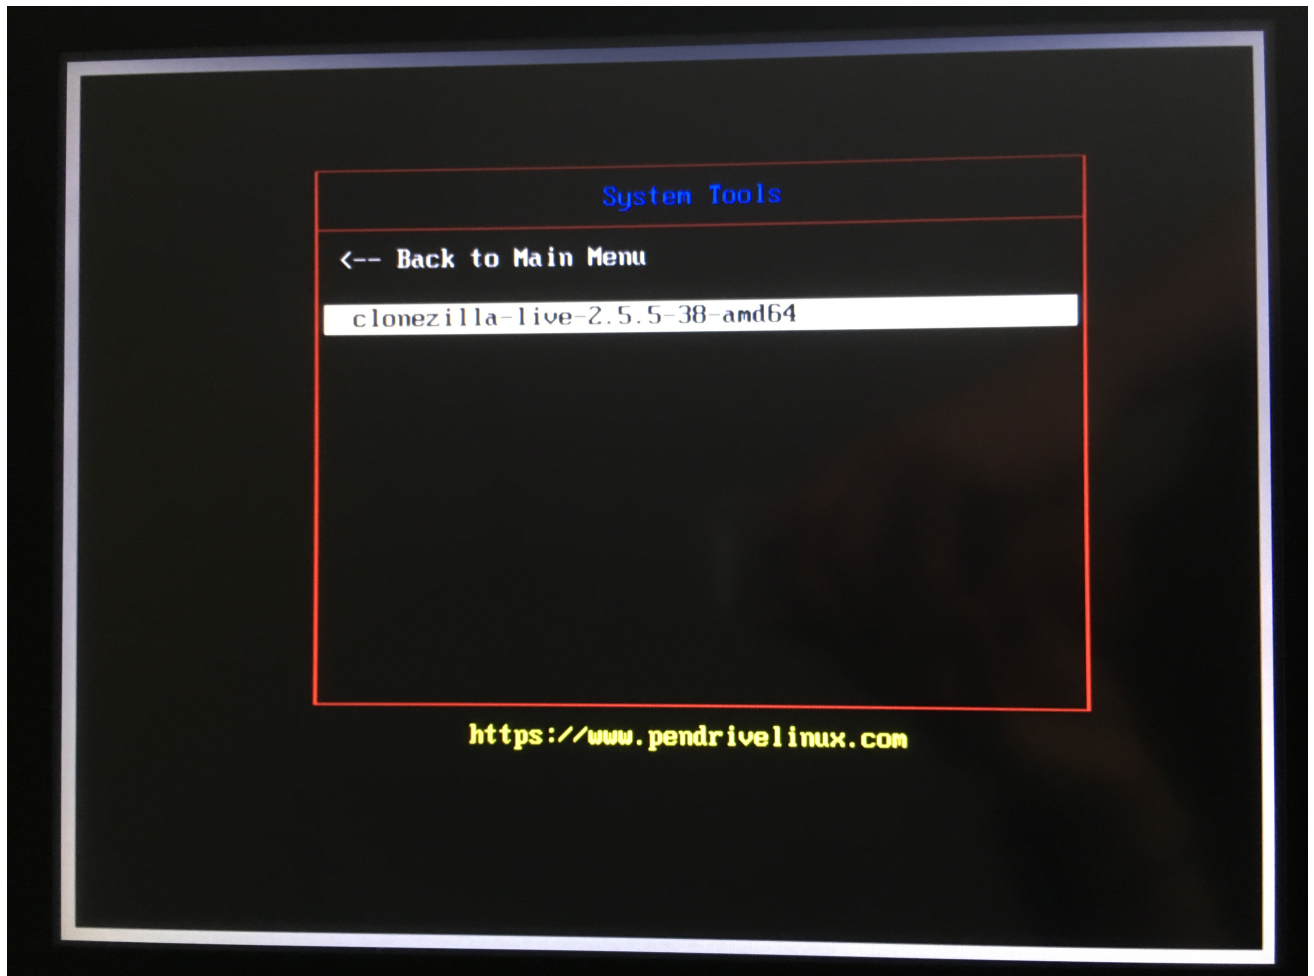 System Tools
<-- Back to Main Menu
clonezilla-live-2.5.5-38-amd64
https://www.pendrivelinux.com